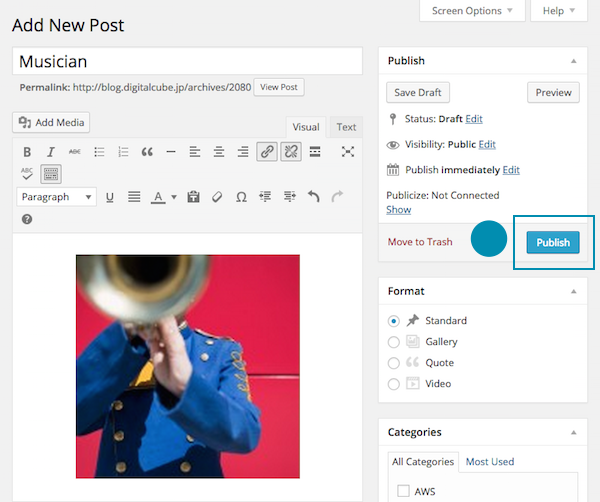 Screen Options ▼
Help ▼
Add New Post
Musician
Permalink: http://blog.digitalcube.jp/archives/2080 View Post
Add Media
Visual
Text
B I ABC
ABC
Paragraph
U A Ω
?
Publish
Save Draft
Preview
Status: Draft Edit
Visibility: Public Edit
Publish immediately Edit
Publicize: Not Connected
Show
Move to Trash
Publish
Format
Standard
Gallery
Quote
Video
Categories
All Categories
Most Used
AWS